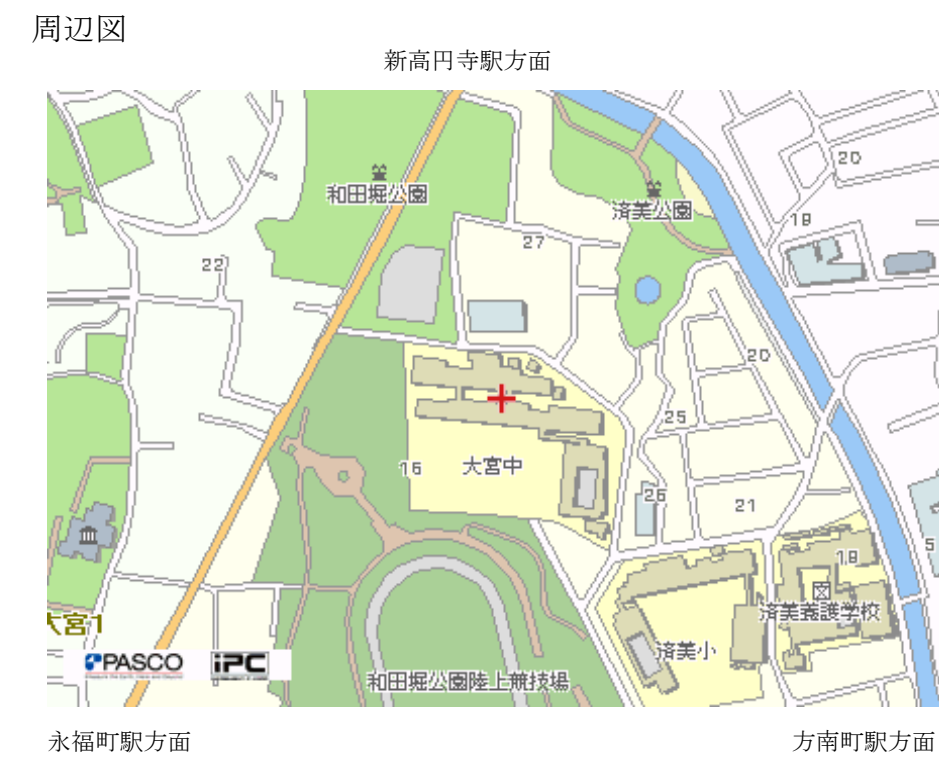 周辺図
新高円寺駅方面
20
和田堀公園
済美公園
19
27
22
20
25
16
大宮中
26
21
5
19
済美養護学校
大宮1
済美小
PASCO
iPC
和田堀公園陸上競技場
永福町駅方面
方南町駅方面